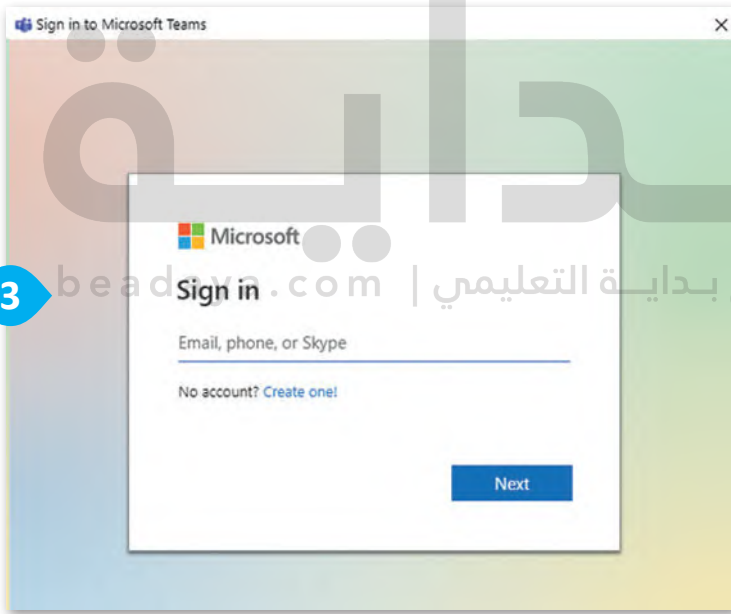 Sign in to Microsoft Teams
بـدايـة
Microsoft
3
beadaya.com | بـدايــة التعليمي
Sign in
Email, phone, or Skype
No account? Create one!
Next